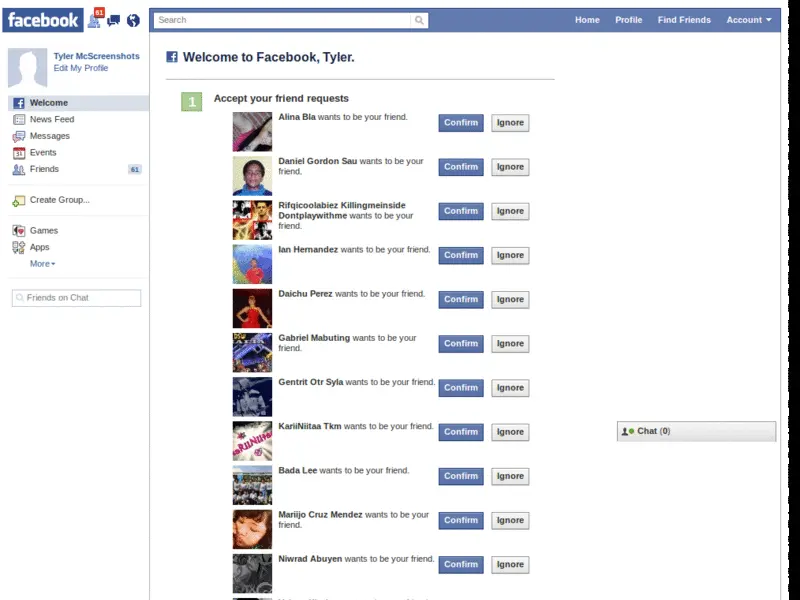 facebook
61
Search
Home
Profile
Find Friends
Account
Tyler McScreenshots
Edit My Profile
Welcome
News Feed
Messages
Events
31
Friends
61
Create Group...
Games
Apps
More
Friends on Chat
Welcome to Facebook, Tyler.
1
Accept your friend requests
Alina Bla wants to be your friend.
Confirm
Ignore
Daniel Gordon Sau wants to be your
friend.
Confirm
Ignore
Rifqicoolabiez Killingmeinside
Dontplaywithme wants to be your
friend.
Confirm
Ignore
Ian Hernandez wants to be your friend.
Confirm
Ignore
Daichu Perez wants to be your friend.
Confirm
Ignore
Gabriel Mabuting wants to be your
friend.
Confirm
Ignore
Gentrit Otr Syla wants to be your friend.
Confirm
Ignore
KariiNiitaa Tkm wants to be your friend.
Confirm
Ignore
Bada Lee wants to be your friend.
Confirm
Ignore
Mariijo Cruz Mendez wants to be your
friend.
Confirm
Ignore
Niwrad Abuyen wants to be your friend.
Confirm
Ignore
Chat (0)